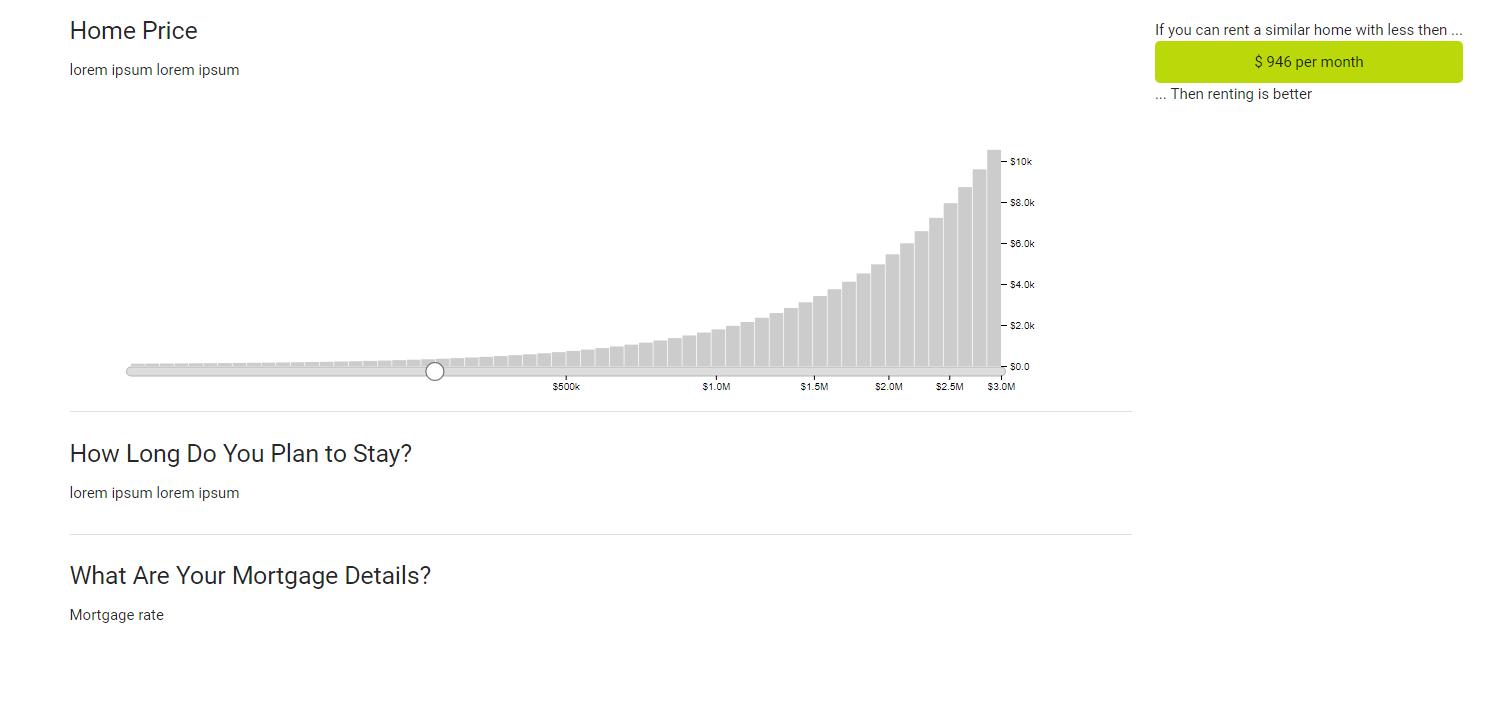 Home Price
lorem ipsum lorem ipsum
If you can rent a similar home with less then ...
$ 946 per month
... Then renting is better
$10k
$8.0k
$6.0k
$4.0k
$2.0k
$0.0
$500k $1.0M $1.5M $2.0M $2.5M $3.0M
How Long Do You Plan to Stay?
lorem ipsum lorem ipsum
What Are Your Mortgage Details?
Mortgage rate